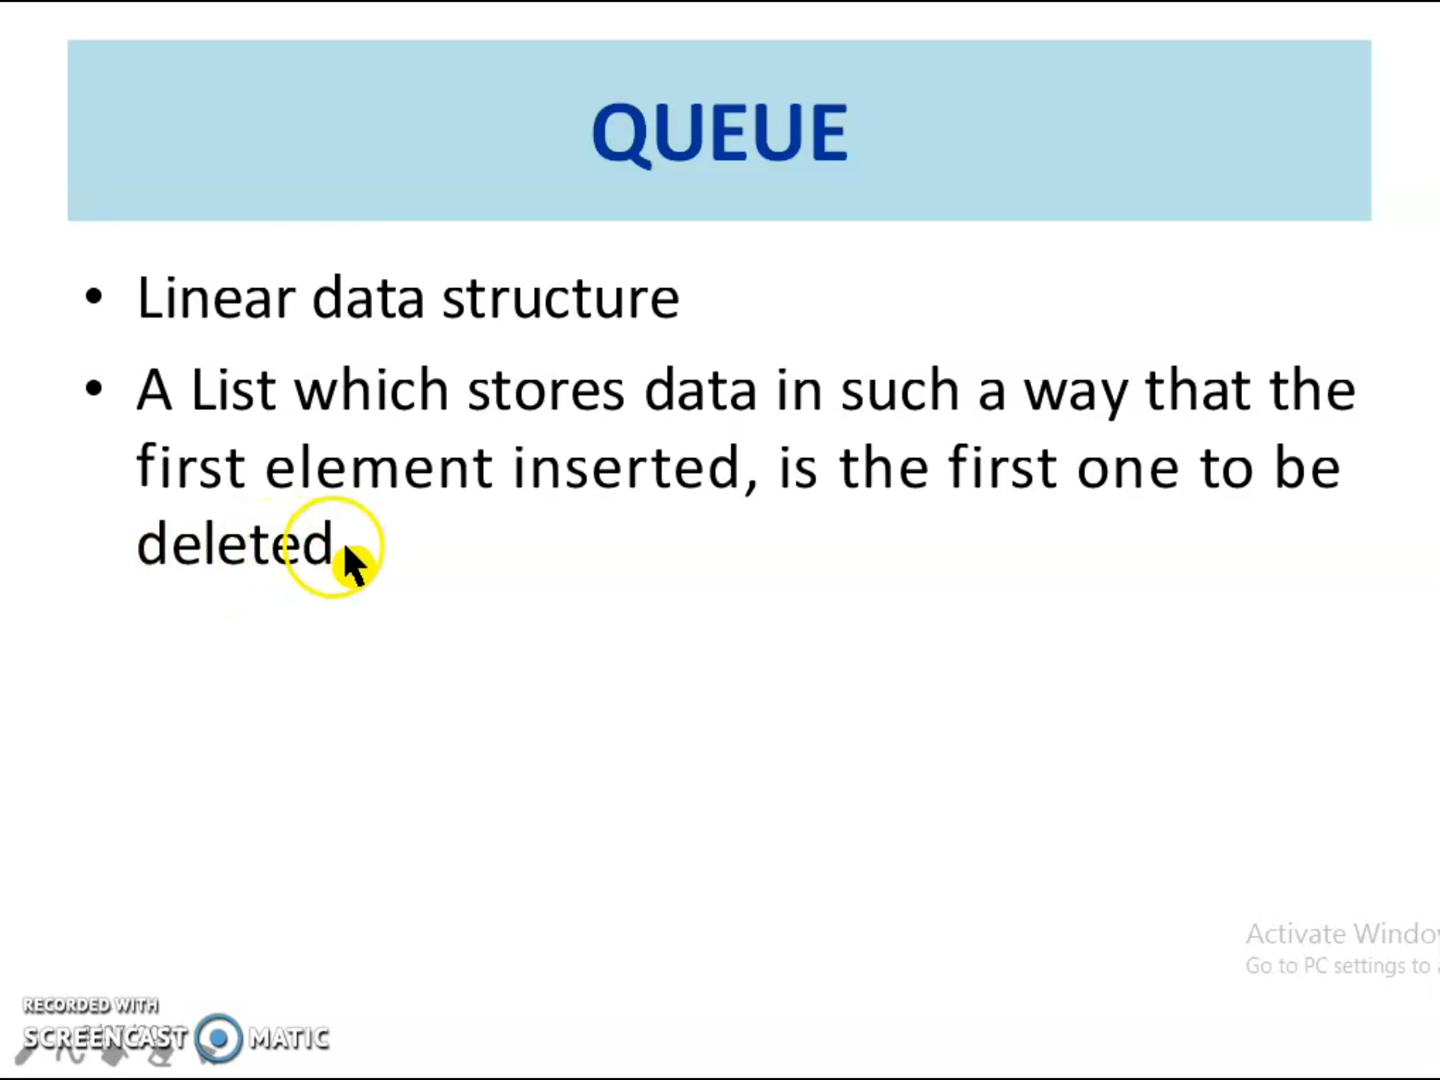 QUEUE
• Linear data structure
• A List which stores data in such a way that the
first element inserted, is the first one to be
deleted.
Activate Windo
Go to PC settings to
RECORDED WITH
SCREENCAST MATIC